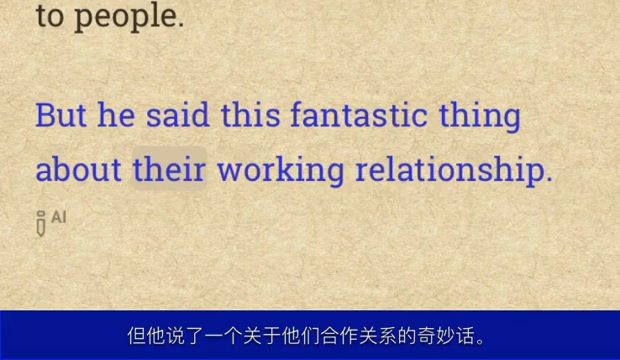 to people.
But he said this fantastic thing
about their working relationship.
AI
但他说了一个关于他们合作关系的奇妙话。